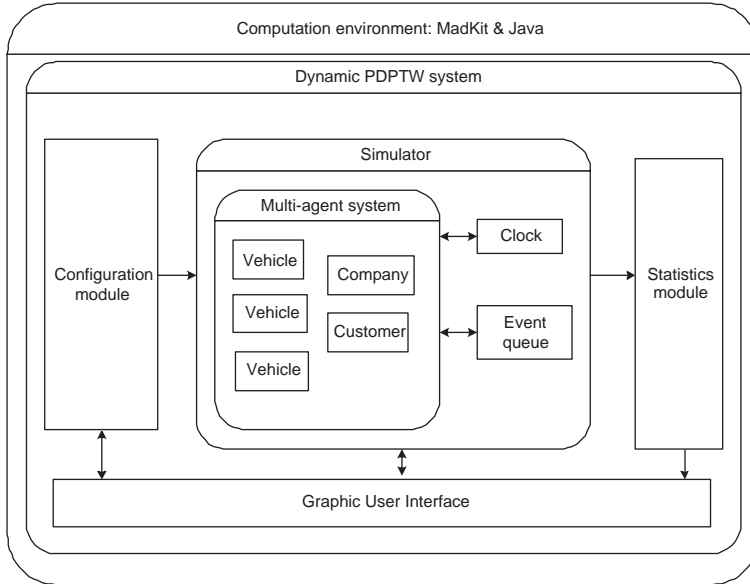 Computation environment: MadKit & Java
Dynamic PDPTW system
Configuration
module
Simulator
Multi-agent system
Vehicle
Vehicle
Vehicle
Company
Customer
Clock
Event
queue
Statistics
module
Graphic User Interface